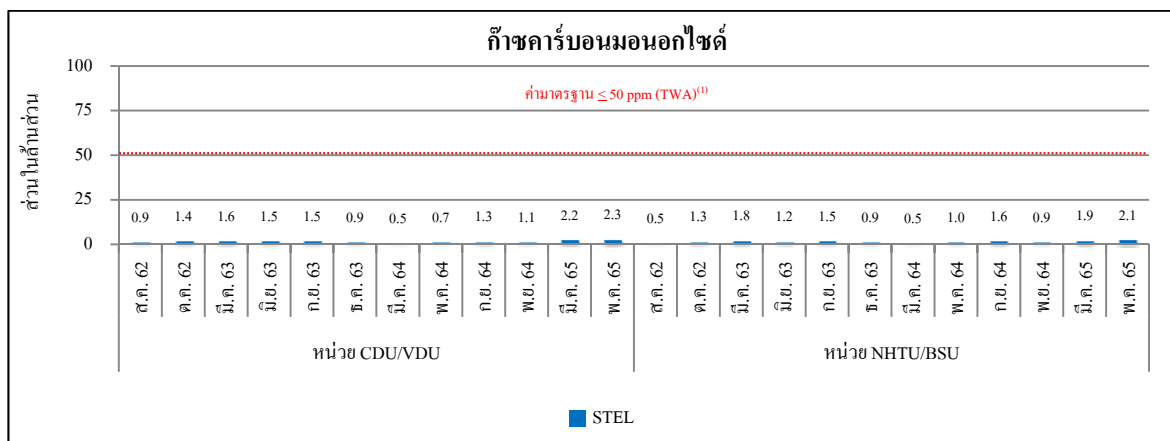 ก๊าซคาร์บอนมอนอกไซด์
ส่วนในล้านส่วน
100
75
50
25
0
ค่ามาตรฐาน ≤ 50 ppm (TWA)(1)
0.9 1.4 1.6 1.5 1.5 0.9 0.5 0.7 1.3 1.1 2.2 2.3 0.5 1.3 1.8 1.2 1.5 0.9 0.5 1.0 1.6 0.9 1.9 2.1
ส.ค. 62
ต.ค. 62
มี.ค. 63
มิ.ย. 63
ก.ย. 63
ธ.ค. 63
มี.ค. 64
พ.ค. 64
ก.ย. 64
พ.ย. 64
มี.ค. 65
พ.ค. 65
ส.ค. 62
ต.ค. 62
มี.ค. 63
มิ.ย. 63
ก.ย. 63
ธ.ค. 63
มี.ค. 64
พ.ค. 64
ก.ย. 64
พ.ย. 64
มี.ค. 65
พ.ค. 65
หน่วย CDU/VDU
หน่วย NHTU/BSU
STEL